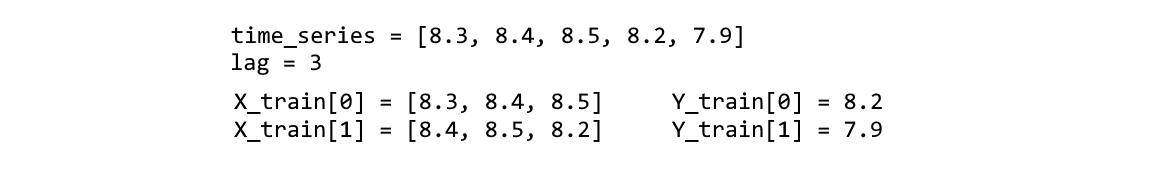 time_series = [8.3, 8.4, 8.5, 8.2, 7.9]
lag = 3
X_train[0] = [8.3, 8.4, 8.5]     Y_train[0] = 8.2
X_train[1] = [8.4, 8.5, 8.2]     Y_train[1] = 7.9